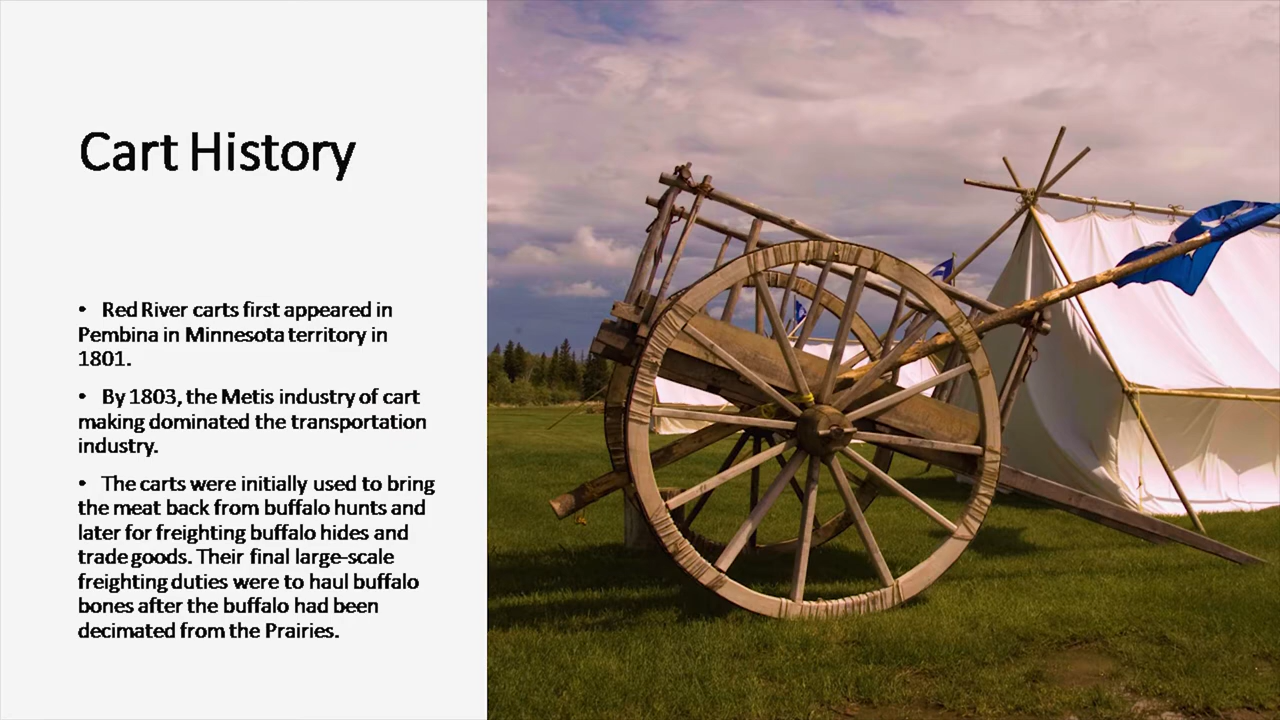 Cart History
• Red River carts first appeared in
Pembina in Minnesota territory in
1801.
• By 1803, the Metis industry of cart
making dominated the transportation
industry.
• The carts were initially used to bring
the meat back from buffalo hunts and
later for freighting buffalo hides and
trade goods. Their final large-scale
freighting duties were to haul buffalo
bones after the buffalo had been
decimated from the Prairies.